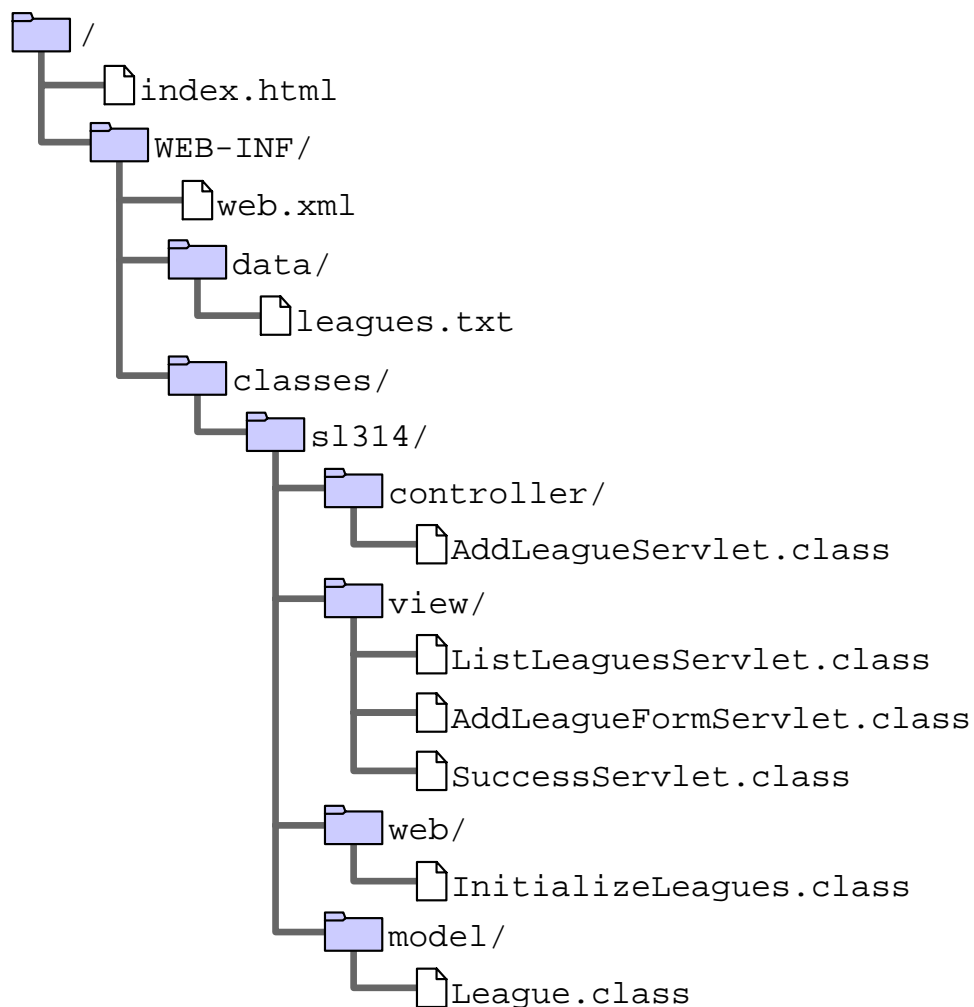 /
index.html
WEB-INF/
web.xml
data/
leagues.txt
classes/
sl314/
controller/
AddLeagueServlet.class
view/
ListLeaguesServlet.class
AddLeagueFormServlet.class
SuccessServlet.class
web/
InitializeLeagues.class
model/
League.class